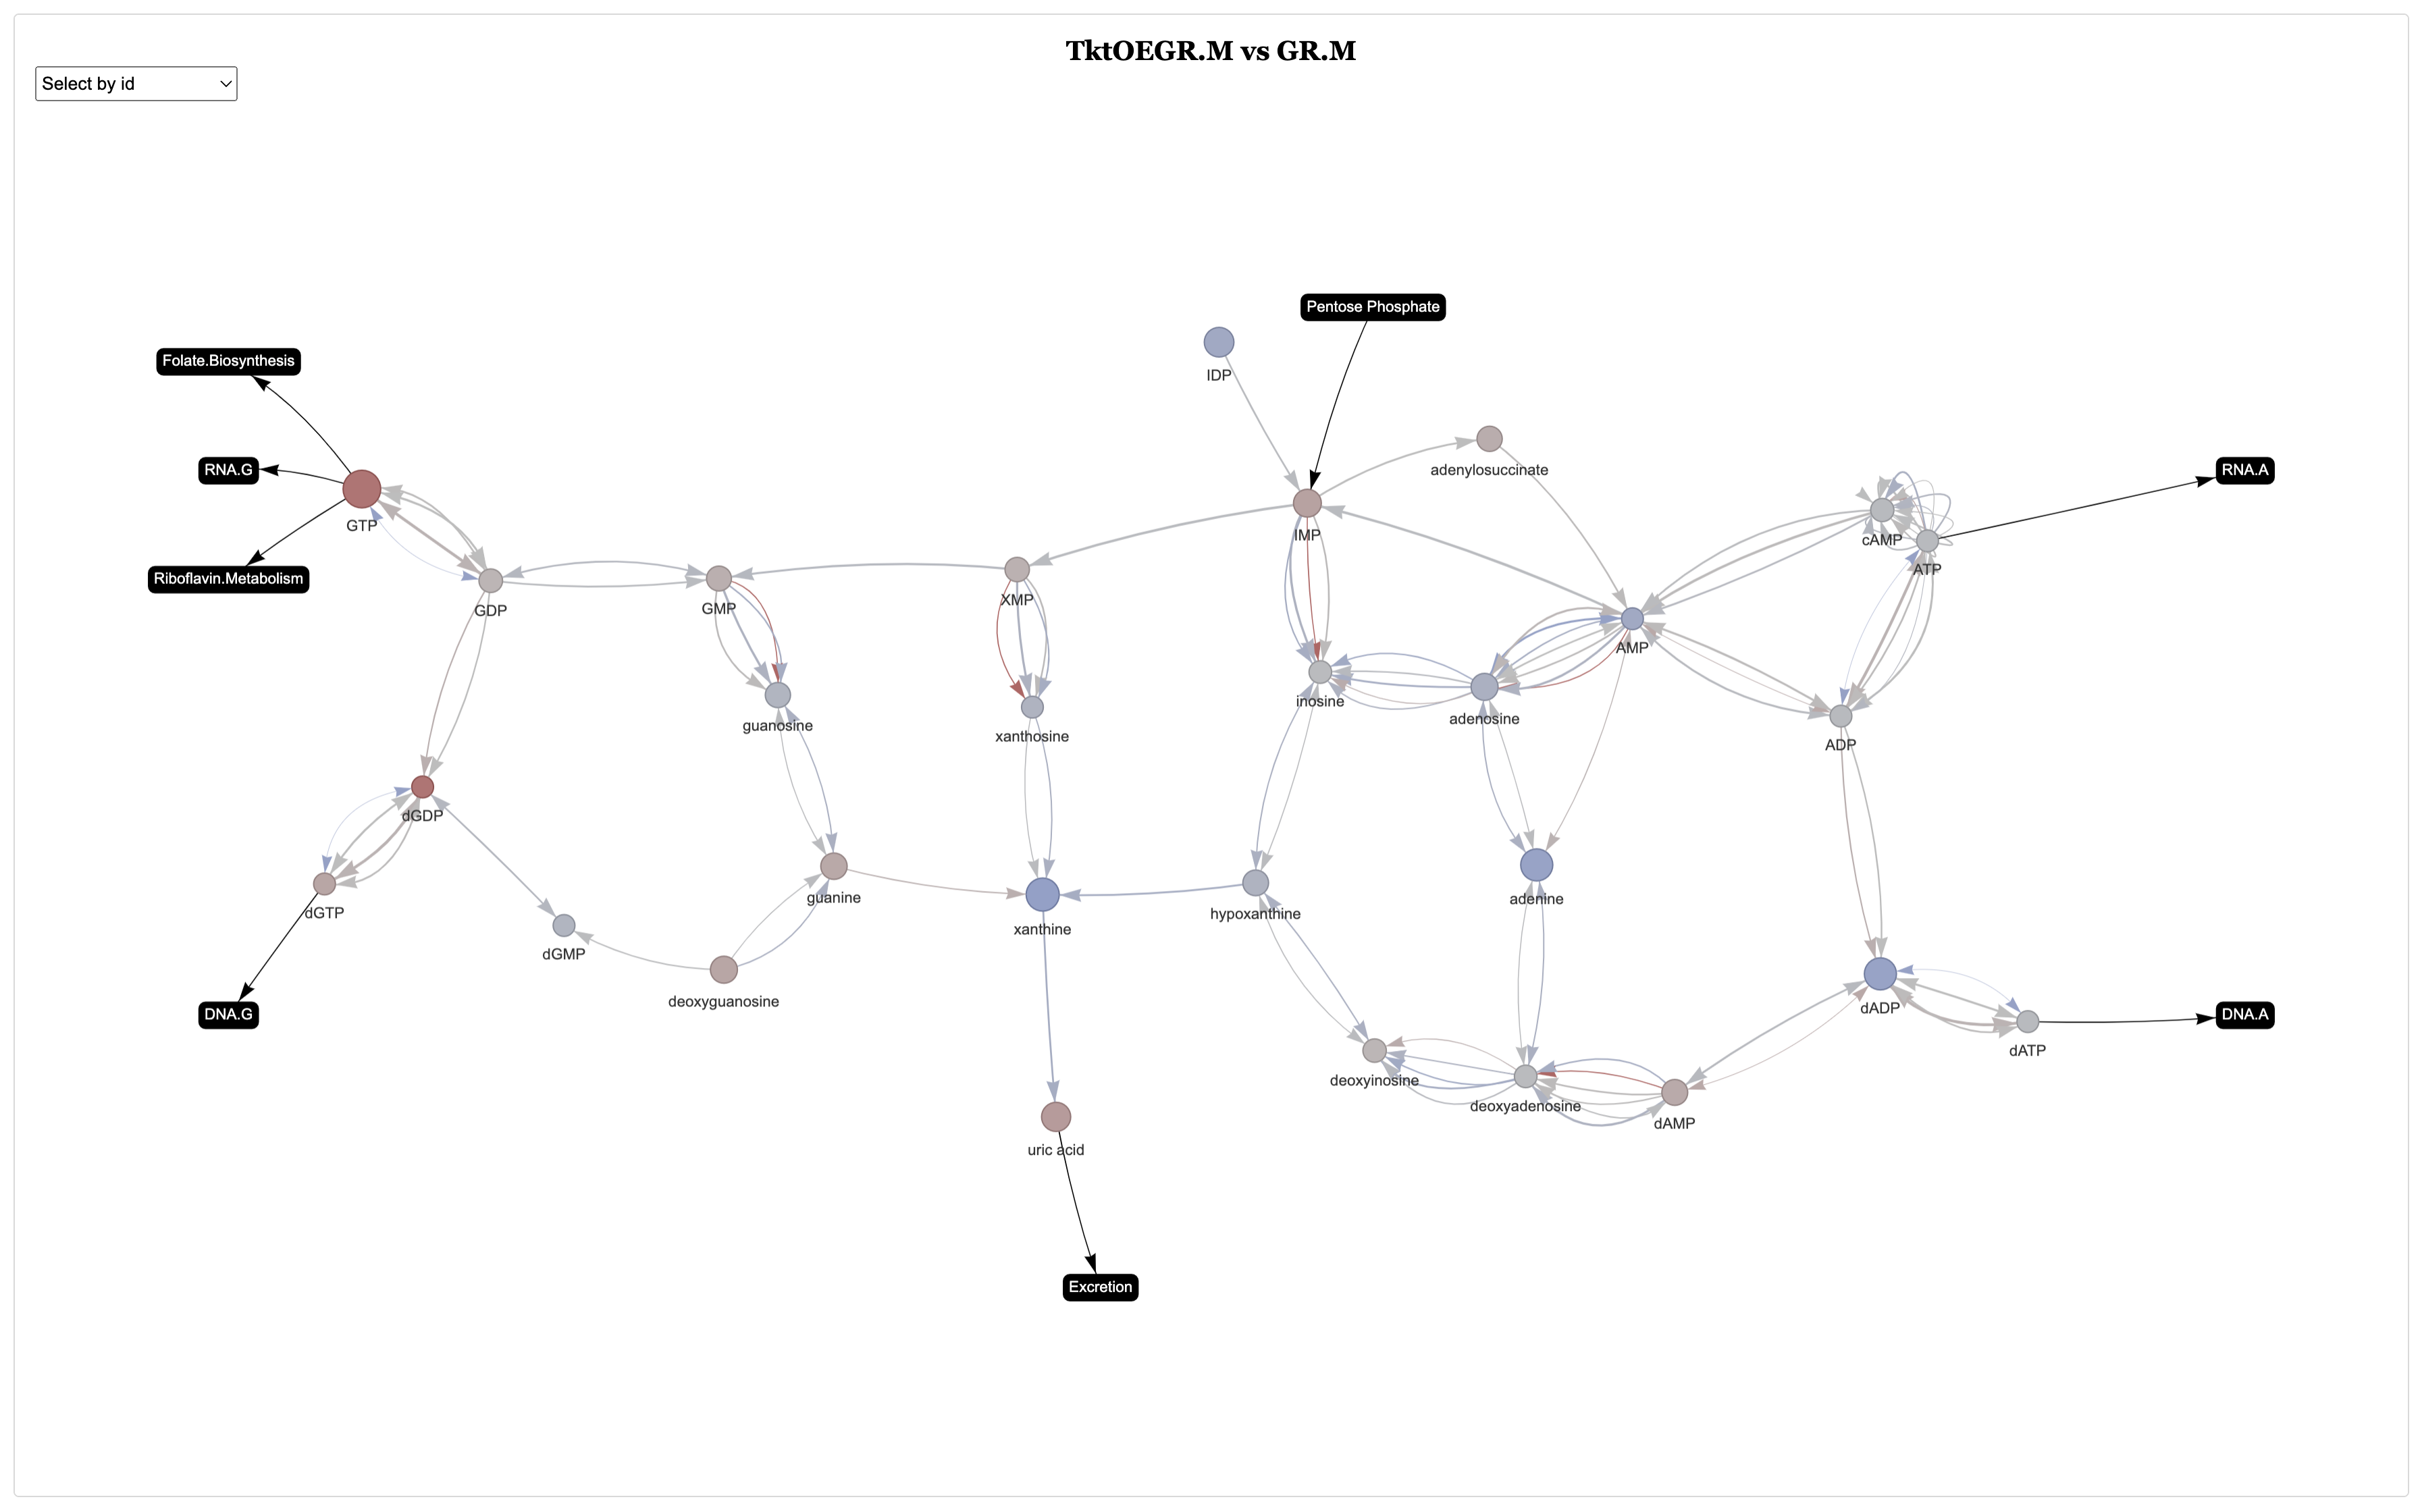 TktOEGR.M vs GR.M
Select by id
Pentose Phosphate
IDP
Folate.Biosynthesis
adenylosuccinate
RNA.G
RNA.A
GTP
IMP
cAMP
ATP
Riboflavin.Metabolism
GDP
GMP
XMP
AMP
inosine
adenosine
guanosine
xanthosine
ADP
dGDP
guanine
adenine
dGTP
hypoxanthine
xanthine
dGMP
deoxyguanosine
dADP
DNA.G
DNA.A
dATP
deoxyinosine
deoxyadenosine
dAMP
uric acid
Excretion